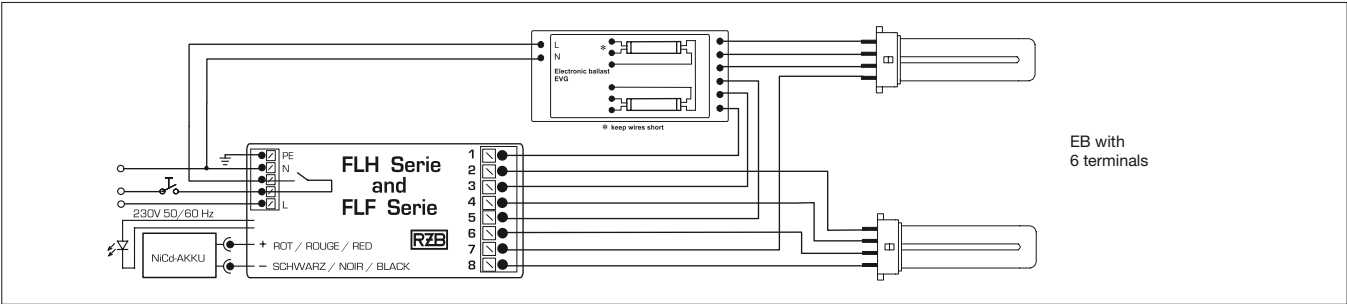 L
N
*
Electronic ballast
EVG
* keep wires short
EB with
6 terminals
PE
N
L
FLH Serie
and
FLF Serie
RZB
1
2
3
4
5
6
7
8
230V 50/60 Hz
NiCd-AKKU
+ ROT / ROUGE / RED
– SCHWARZ / NOIR / BLACK